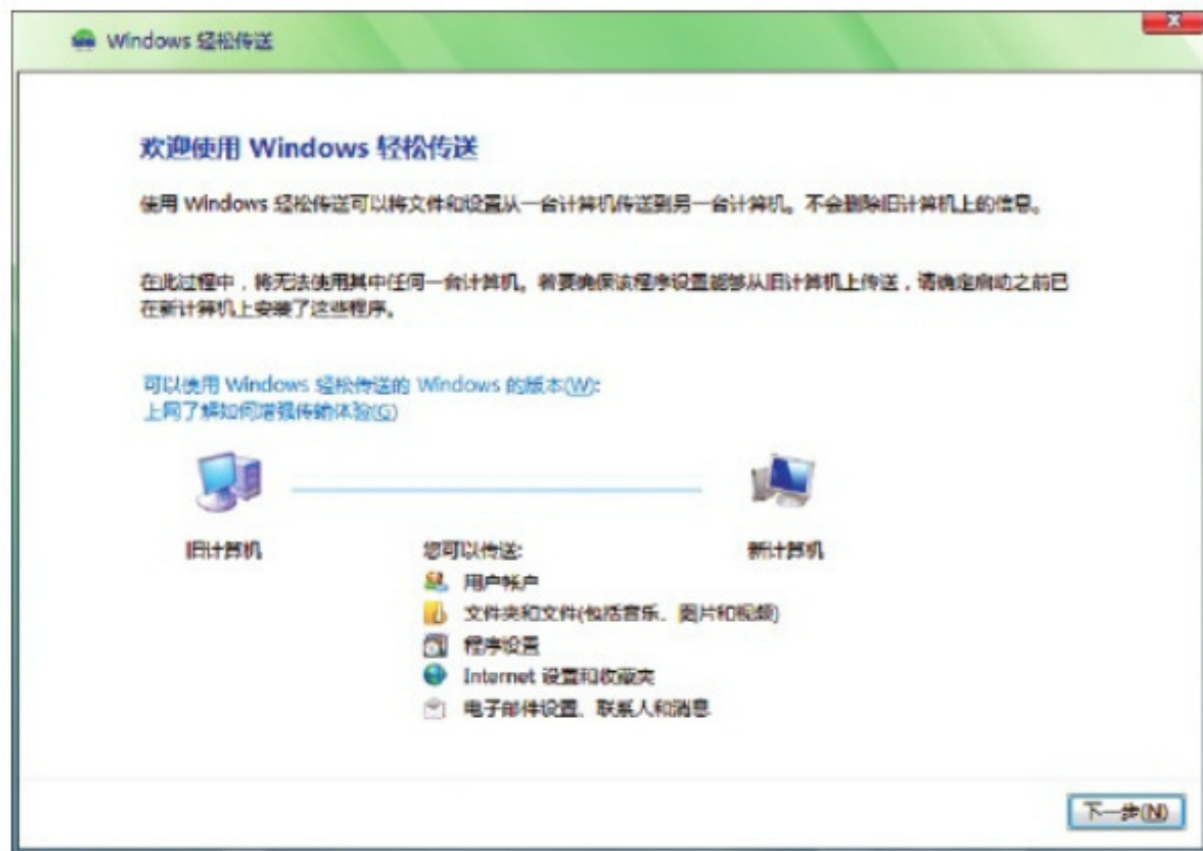 Windows 轻松传送
欢迎使用 Windows 轻松传送
使用 Windows 轻松传送可以将文件和设置从一台计算机传送到另一台计算机。不会删除旧计算机上的信息。
在此过程中，将无法使用其中任何一台计算机。若要确保该程序设置能够从旧计算机上传送，请确定启动之前已
在新计算机上安装了这些程序。
可以使用 Windows 轻松传送的 Windows 的版本(W):
上网了解如何增强传输体验(G)
旧计算机
新计算机
您可以传送:
用户帐户
文件夹和文件(包括音乐、图片和视频)
程序设置
Internet 设置和收藏夹
电子邮件设置、联系人和消息
下一步(N)